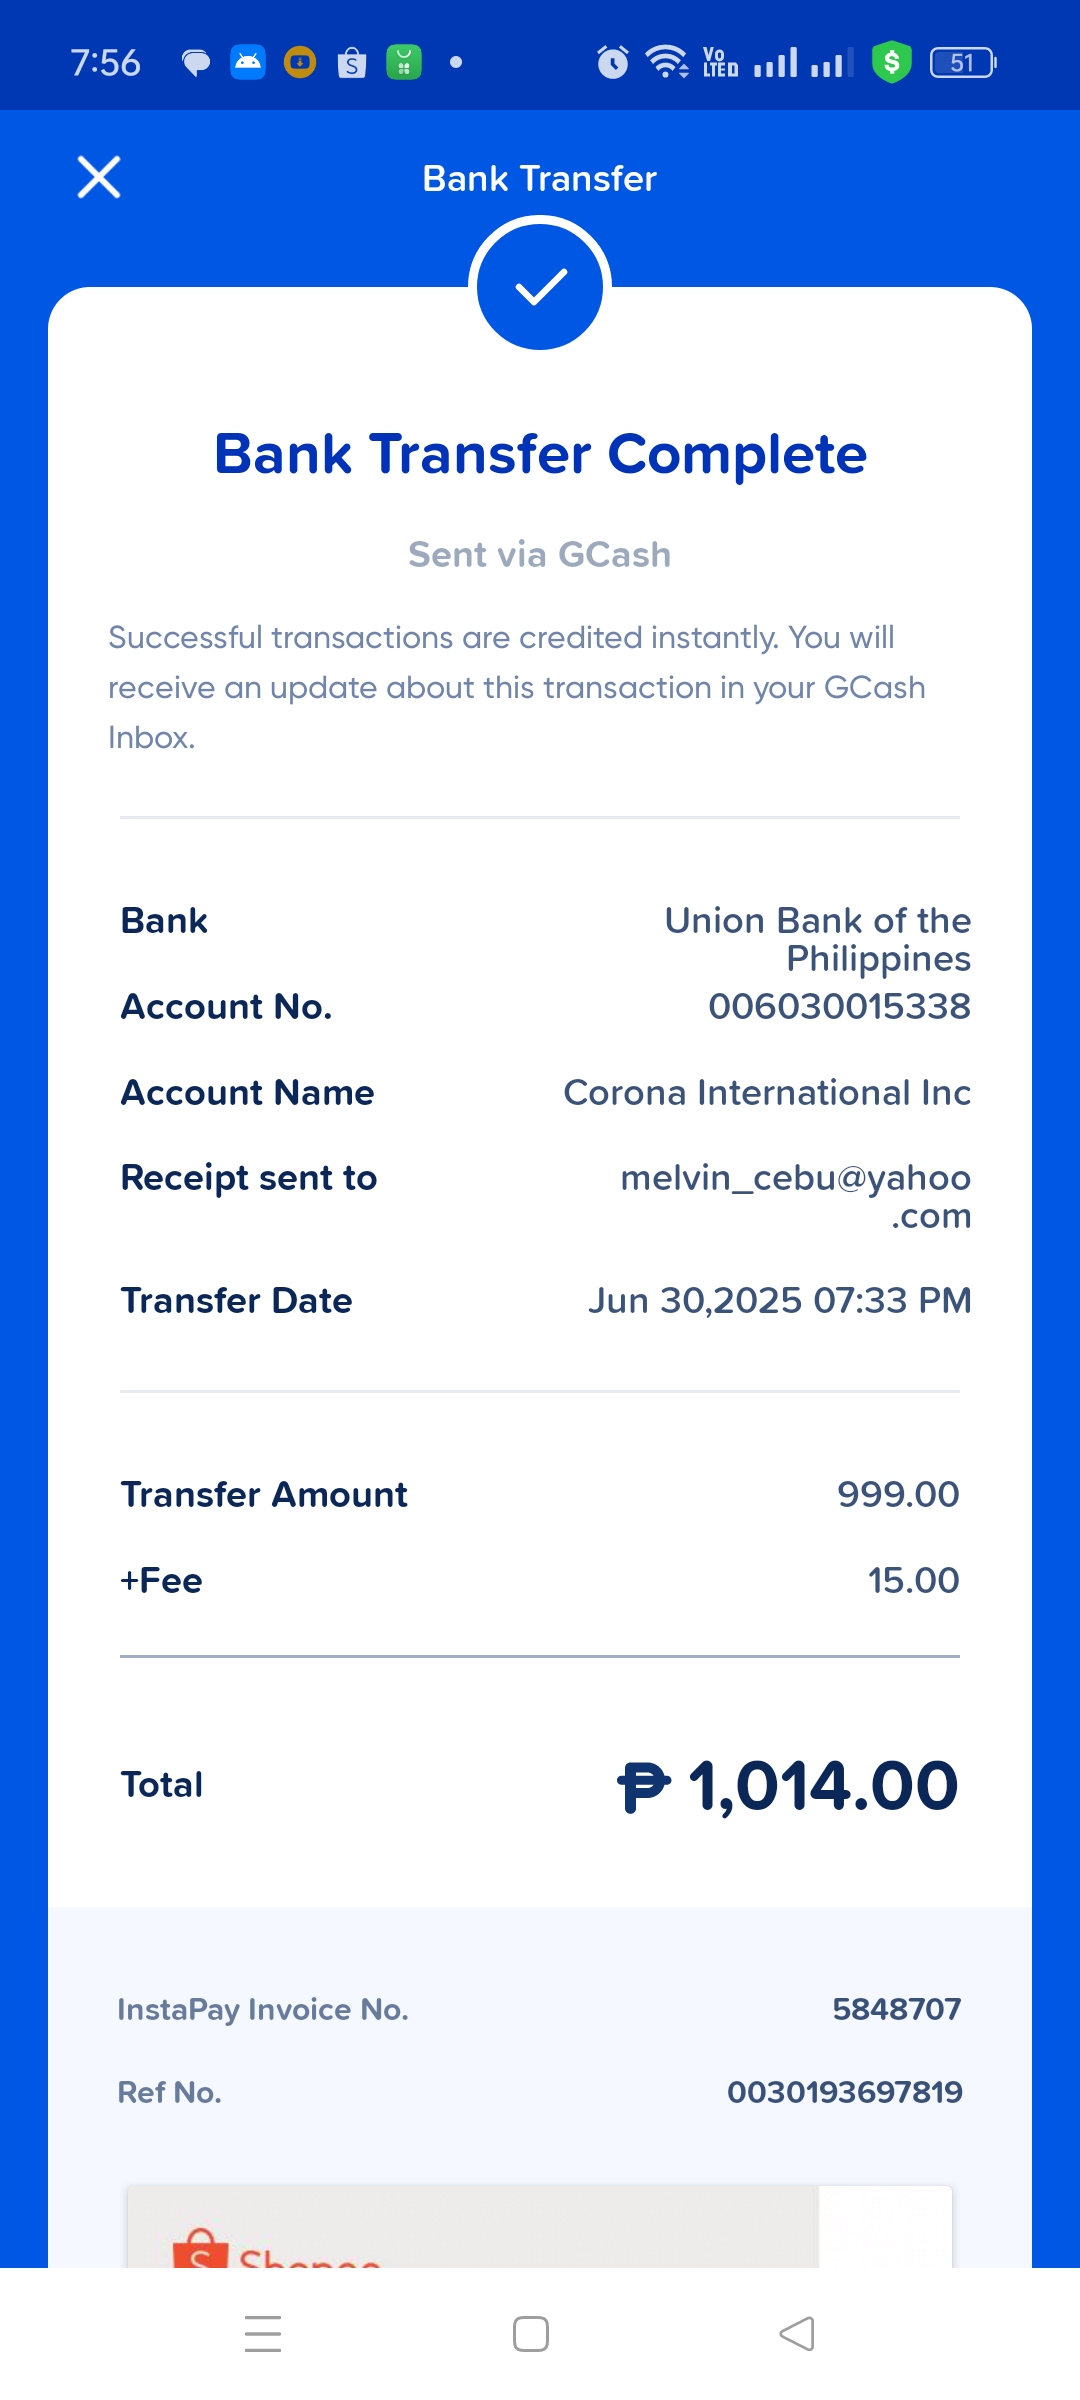 7:56
Vo LTED
51
Bank Transfer
Bank Transfer Complete
Sent via GCash
Successful transactions are credited instantly. You will
receive an update about this transaction in your GCash
Inbox.
Bank Union Bank of the
Philippines
Account No. 006030015338
Account Name Corona International Inc
Receipt sent to melvin_cebu@yahoo
.com
Transfer Date Jun 30,2025 07:33 PM
Transfer Amount 999.00
+Fee 15.00
Total ₱ 1,014.00
InstaPay Invoice No. 5848707
Ref No. 0030193697819
Shopee